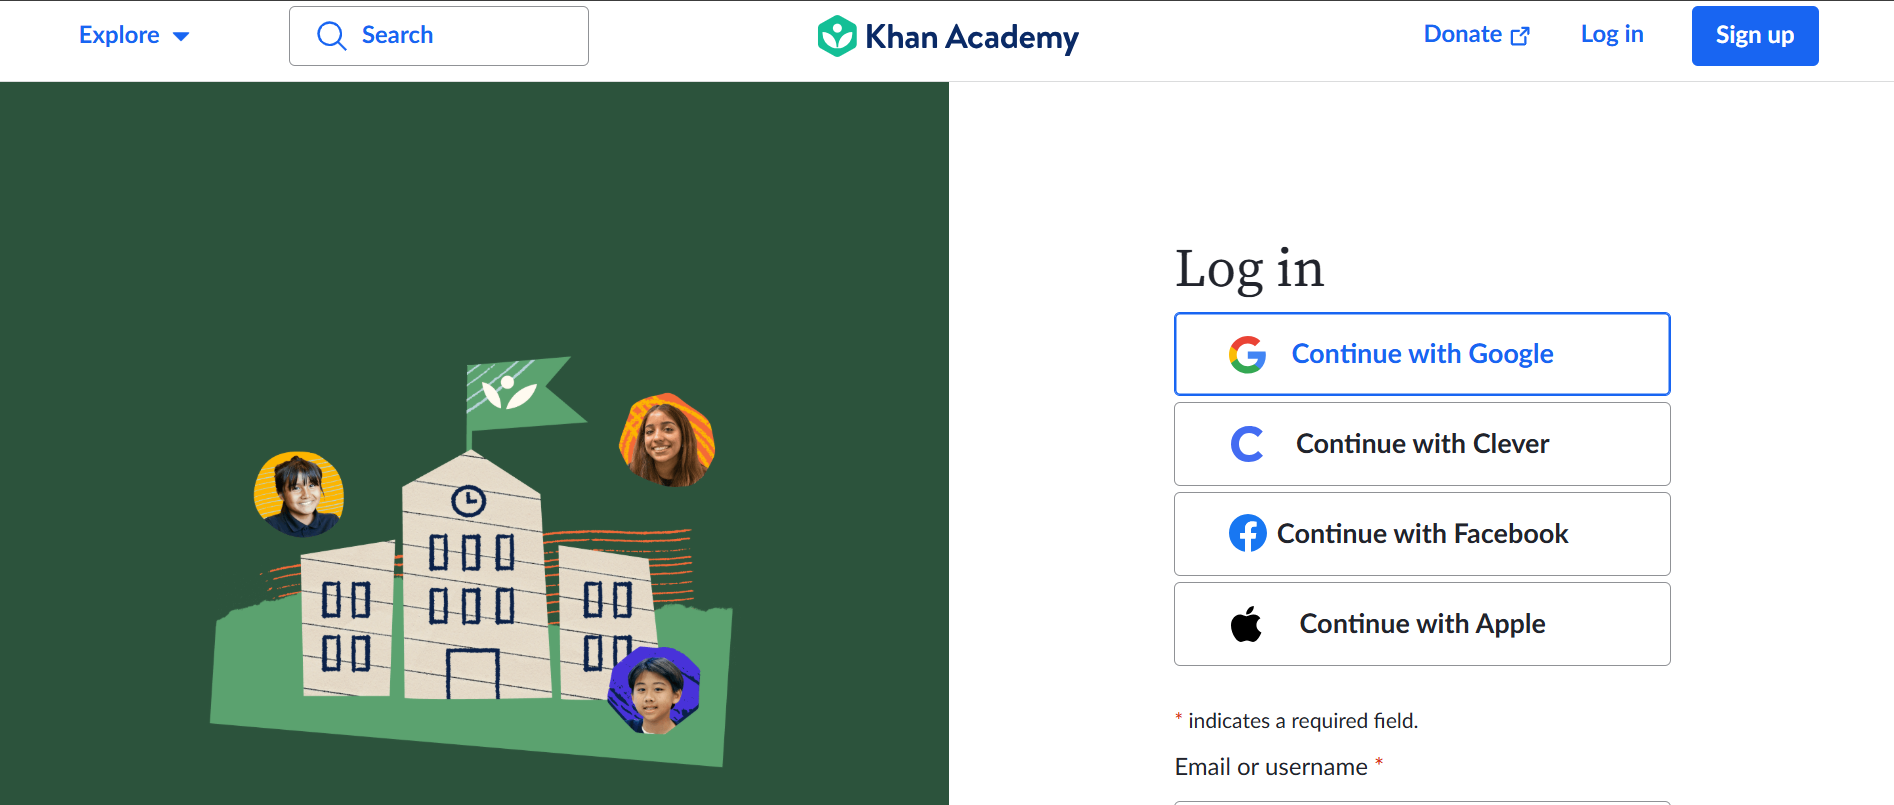 Explore
Search
Khan Academy
Donate
Log in
Sign up
Log in
Continue with Google
Continue with Clever
Continue with Facebook
Continue with Apple
* indicates a required field.
Email or username *